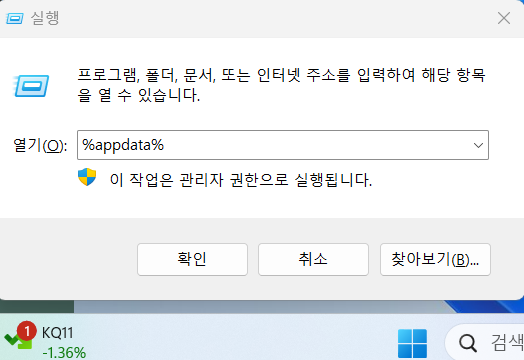 실행
프로그램, 폴더, 문서, 또는 인터넷 주소를 입력하여 해당 항목
을 열 수 있습니다.
열기(O): %appdata%
이 작업은 관리자 권한으로 실행됩니다.
확인 취소 찾아보기(B)...
1 KQ11
-1.36%
검색